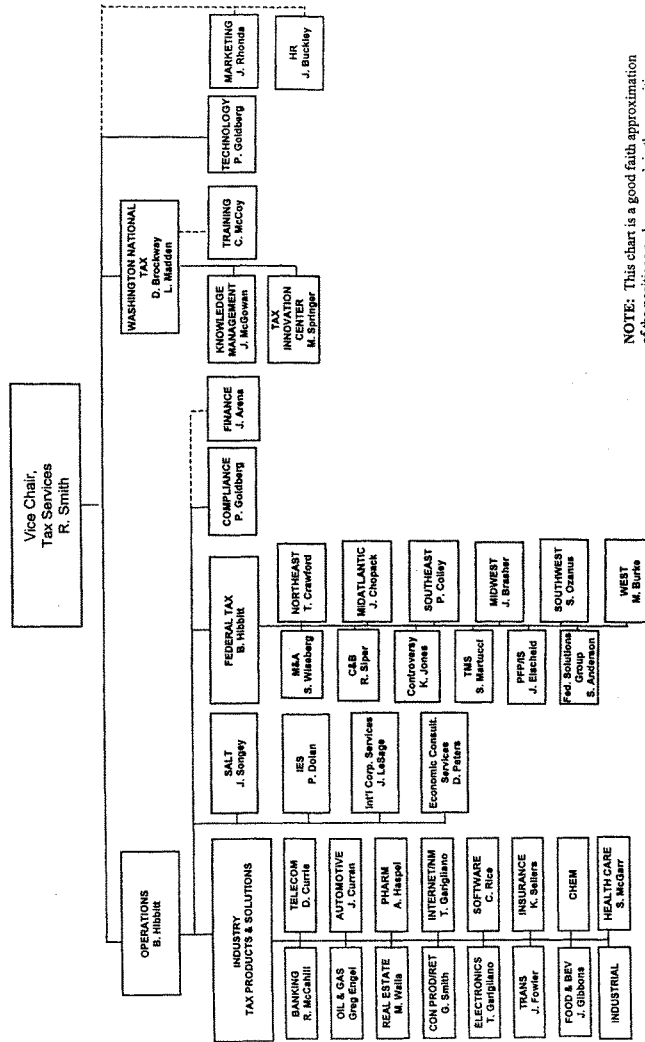 Vice Chair,
Tax Services
R. Smith
OPERATIONS
B. Hibbitt
WASHINGTON NATIONAL
TAX
D. Brockway
L. Madden
INDUSTRY
TAX PRODUCTS & SOLUTIONS
BANKING
R. McCahill
TELECOM
D. Currie
OIL & GAS
Greg Engel
AUTOMOTIVE
J. Curran
REAL ESTATE
M. Walls
PHARM
A. Haspel
CON PROD/RET
G. Smith
INTERNET/NM
T. Garigliano
ELECTRONICS
T. Garigliano
SOFTWARE
C. Rice
TRANS
J. Fowler
INSURANCE
K. Sellers
FOOD & BEV
J. Gibbons
CHEM
INDUSTRIAL
HEALTH CARE
S. McGarr
SALT
J. Songey
IES
P. Dolan
Int'l Corp. Services
J. LeSage
Economic Consult.
Services
D. Peters
FEDERAL TAX
B. Hibbitt
M&A
S. Wiseberg
NORTHEAST
T. Crawford
C&B
R. Siper
MIDATLANTIC
J. Chopack
Controversy
K. Jones
SOUTHEAST
P. Colley
TMS
S. Martucci
MIDWEST
J. Brasher
PFP/IS
J. Eischeid
SOUTHWEST
S. Ozanus
Fed. Solutions
Group
S. Anderson
WEST
M. Burke
COMPLIANCE
P. Goldberg
FINANCE
J. Arena
KNOWLEDGE
MANAGEMENT
J. McGowan
TAX
INNOVATION
CENTER
M. Springer
TRAINING
C. McCoy
TECHNOLOGY
P. Goldberg
MARKETING
J. Rhonda
HR
J. Buckley
NOTE: This chart is a good faith approximation